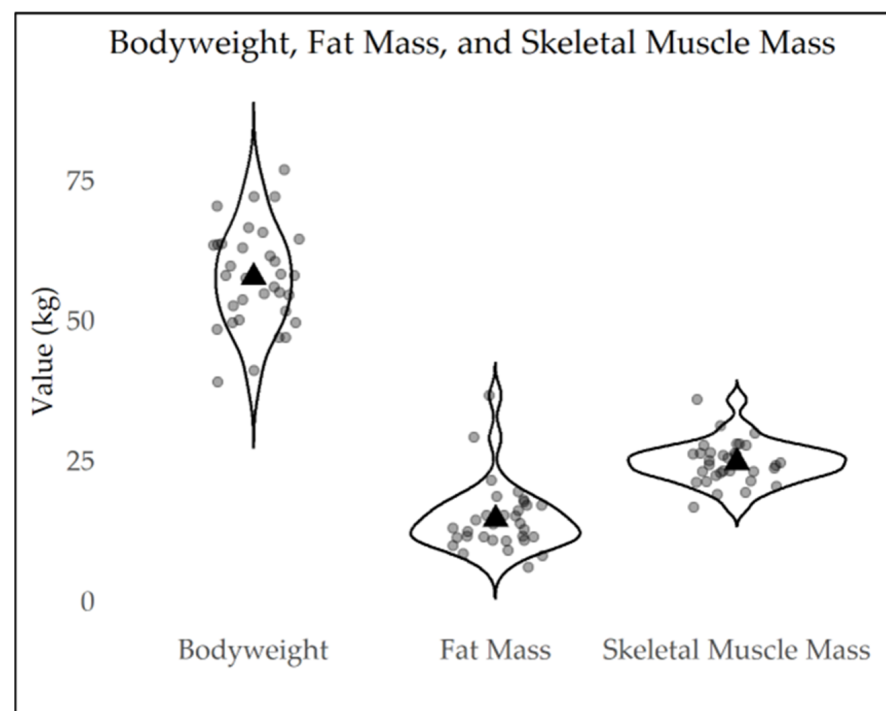 Bodyweight, Fat Mass, and Skeletal Muscle Mass
75
50
25
0
Value (kg)
Bodyweight
Fat Mass
Skeletal Muscle Mass